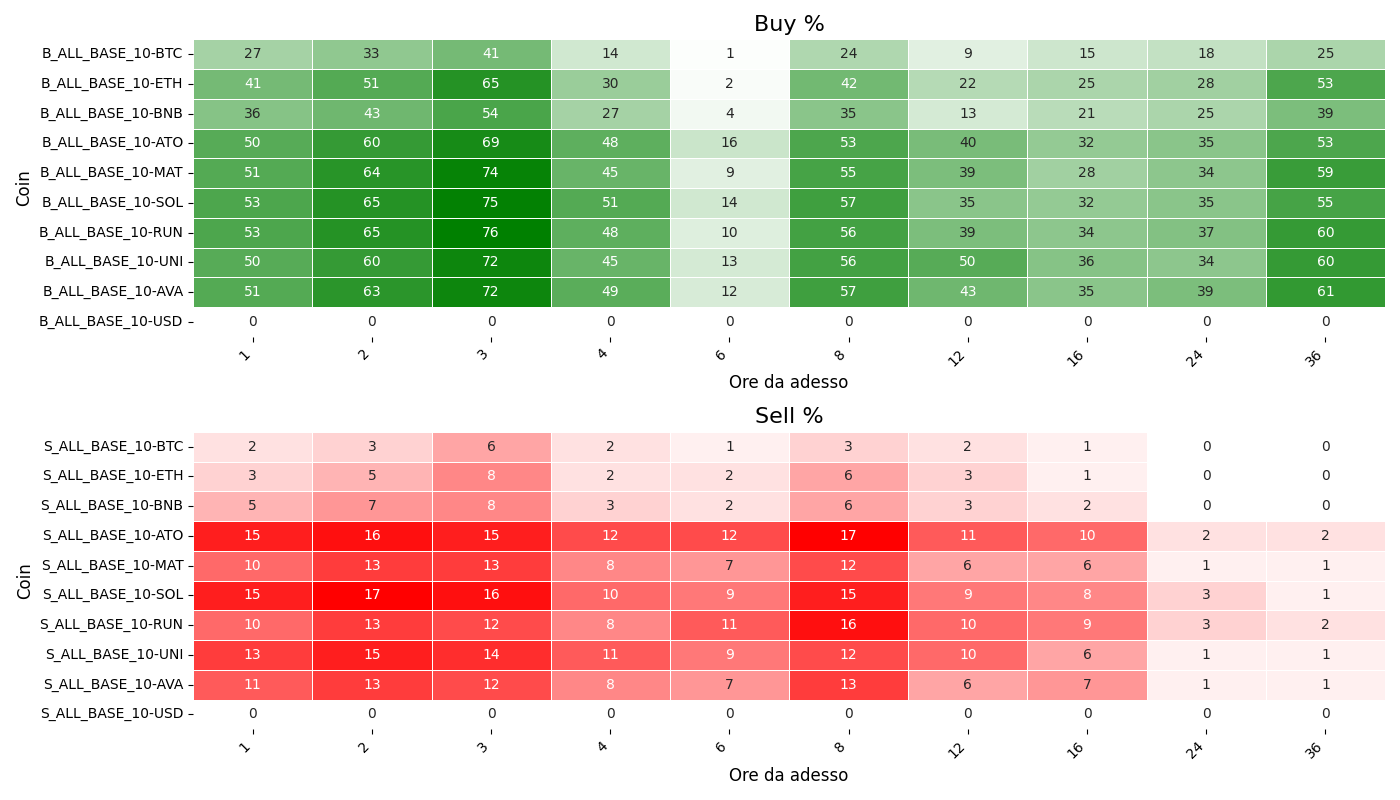 Buy %
Coin
B_ALL_BASE_10-BTC 27 33 41 14 1 24 9 15 18 25
B_ALL_BASE_10-ETH 41 51 65 30 2 42 22 25 28 53
B_ALL_BASE_10-BNB 36 43 54 27 4 35 13 21 25 39
B_ALL_BASE_10-ATO 50 60 69 48 16 53 40 32 35 53
B_ALL_BASE_10-MAT 51 64 74 45 9 55 39 28 34 59
B_ALL_BASE_10-SOL 53 65 75 51 14 57 35 32 35 55
B_ALL_BASE_10-RUN 53 65 76 48 10 56 39 34 37 60
B_ALL_BASE_10-UNI 50 60 72 45 13 56 50 36 34 60
B_ALL_BASE_10-AVA 51 63 72 49 12 57 43 35 39 61
B_ALL_BASE_10-USD 0 0 0 0 0 0 0 0 0 0
1 2 3 4 6 8 12 16 24 36
Ore da adesso
Sell %
Coin
S_ALL_BASE_10-BTC 2 3 6 2 1 3 2 1 0 0
S_ALL_BASE_10-ETH 3 5 8 2 2 6 3 1 0 0
S_ALL_BASE_10-BNB 5 7 8 3 2 6 3 2 0 0
S_ALL_BASE_10-ATO 15 16 15 12 12 17 11 10 2 2
S_ALL_BASE_10-MAT 10 13 13 8 7 12 6 6 1 1
S_ALL_BASE_10-SOL 15 17 16 10 9 15 9 8 3 1
S_ALL_BASE_10-RUN 10 13 12 8 11 16 10 9 3 2
S_ALL_BASE_10-UNI 13 15 14 11 9 12 10 6 1 1
S_ALL_BASE_10-AVA 11 13 12 8 7 13 6 7 1 1
S_ALL_BASE_10-USD 0 0 0 0 0 0 0 0 0 0
1 2 3 4 6 8 12 16 24 36
Ore da adesso